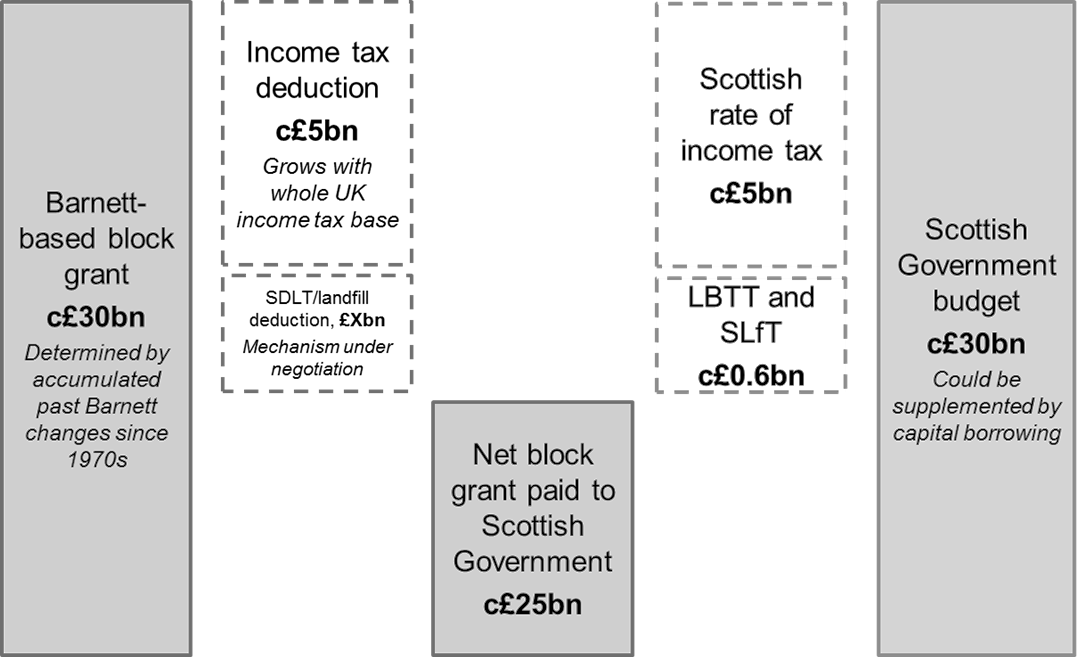 Barnett-
based block
grant
c£30bn
Determined by
accumulated
past Barnett
changes since
1970s
Income tax
deduction
c£5bn
Grows with
whole UK
income tax base
SDLT/landfill
deduction, £Xbn
Mechanism under
negotiation
Net block
grant paid to
Scottish
Government
c£25bn
Scottish
rate of
income tax
c£5bn
LBTT and
SLfT
c£0.6bn
Scottish
Government
budget
c£30bn
Could be
supplemented by
capital borrowing